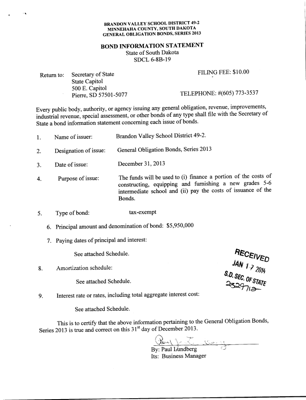 BRANDON VALLEY SCHOOL DISTRICT 49-2
MINNEHAHA COUNTY, SOUTH DAKOTA
GENERAL OBLIGATION BONDS, SERIES 2013
BOND INFORMATION STATEMENT
State of South Dakota
SDCL 6-8B-19
Return to: Secretary of State FILING FEE: $10.00
State Capitol
500 E. Capitol
Pierre, SD 57501-5077 TELEPHONE: #(605) 773-3537
Every public body, authority, or agency issuing any general obligation, revenue, improvements,
industrial revenue, special assessment, or other bonds of any type shall file with the Secretary of
State a bond information statement concerning each issue of bonds.
1. Name of issuer: Brandon Valley School District 49-2.
2. Designation of issue: General Obligation Bonds, Series 2013
3. Date of issue: December 31, 2013
4. Purpose of issue: The funds will be used to (i) finance a portion of the costs of
constructing, equipping and furnishing a new grades 5-6
intermediate school and (ii) pay the costs of issuance of the
Bonds.
5. Type of bond: tax-exempt
6. Principal amount and denomination of bond: $5,950,000
7. Paying dates of principal and interest:
See attached Schedule.
8. Amortization schedule:
See attached Schedule.
9. Interest rate or rates, including total aggregate interest cost:
See attached Schedule.
RECEIVED
JAN 17 2014
S.D. SEC. OF STATE
This is to certify that the above information pertaining to the General Obligation Bonds,
Series 2013 is true and correct on this 31st day of December 2013.
By: Paul Lundberg
Its: Business Manager